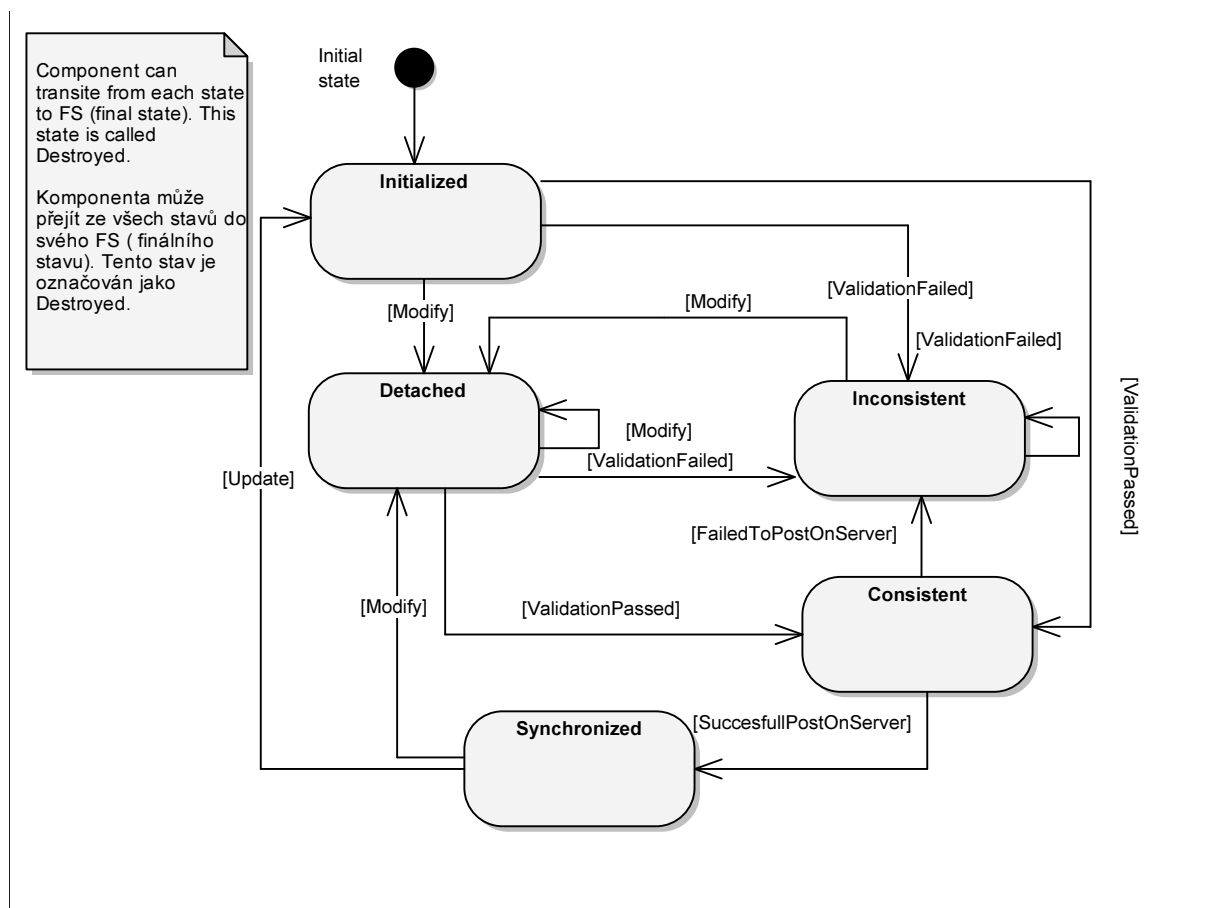 Component can
transite from each state
to FS (final state). This
state is called
Destroyed.
Komponenta může
přejít ze všech stavů do
svého FS ( finálního
stavu). Tento stav je
označován jako
Destroyed.
Initial
state
Initialized
[ValidationFailed]
[Modify]
[Modify]
[ValidationFailed]
Detached
Inconsistent
[ValidationPassed]
[Modify]
[ValidationFailed]
[Update]
[FailedToPostOnServer]
Consistent
[Modify]
[ValidationPassed]
Synchronized
[SuccesfullPostOnServer]